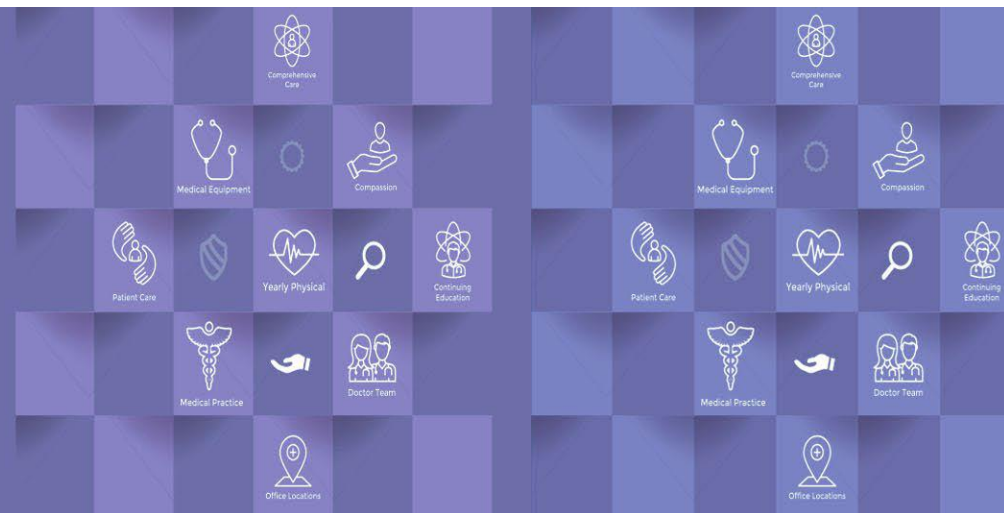 Comprehensive
Care
Medical Equipment
Compassion
Patient Care
Yearly Physical
Continuing
Education
Medical Practice
Doctor Team
Office Locations
Comprehensive
Care
Medical Equipment
Compassion
Patient Care
Yearly Physical
Continuing
Education
Medical Practice
Doctor Team
Office Locations